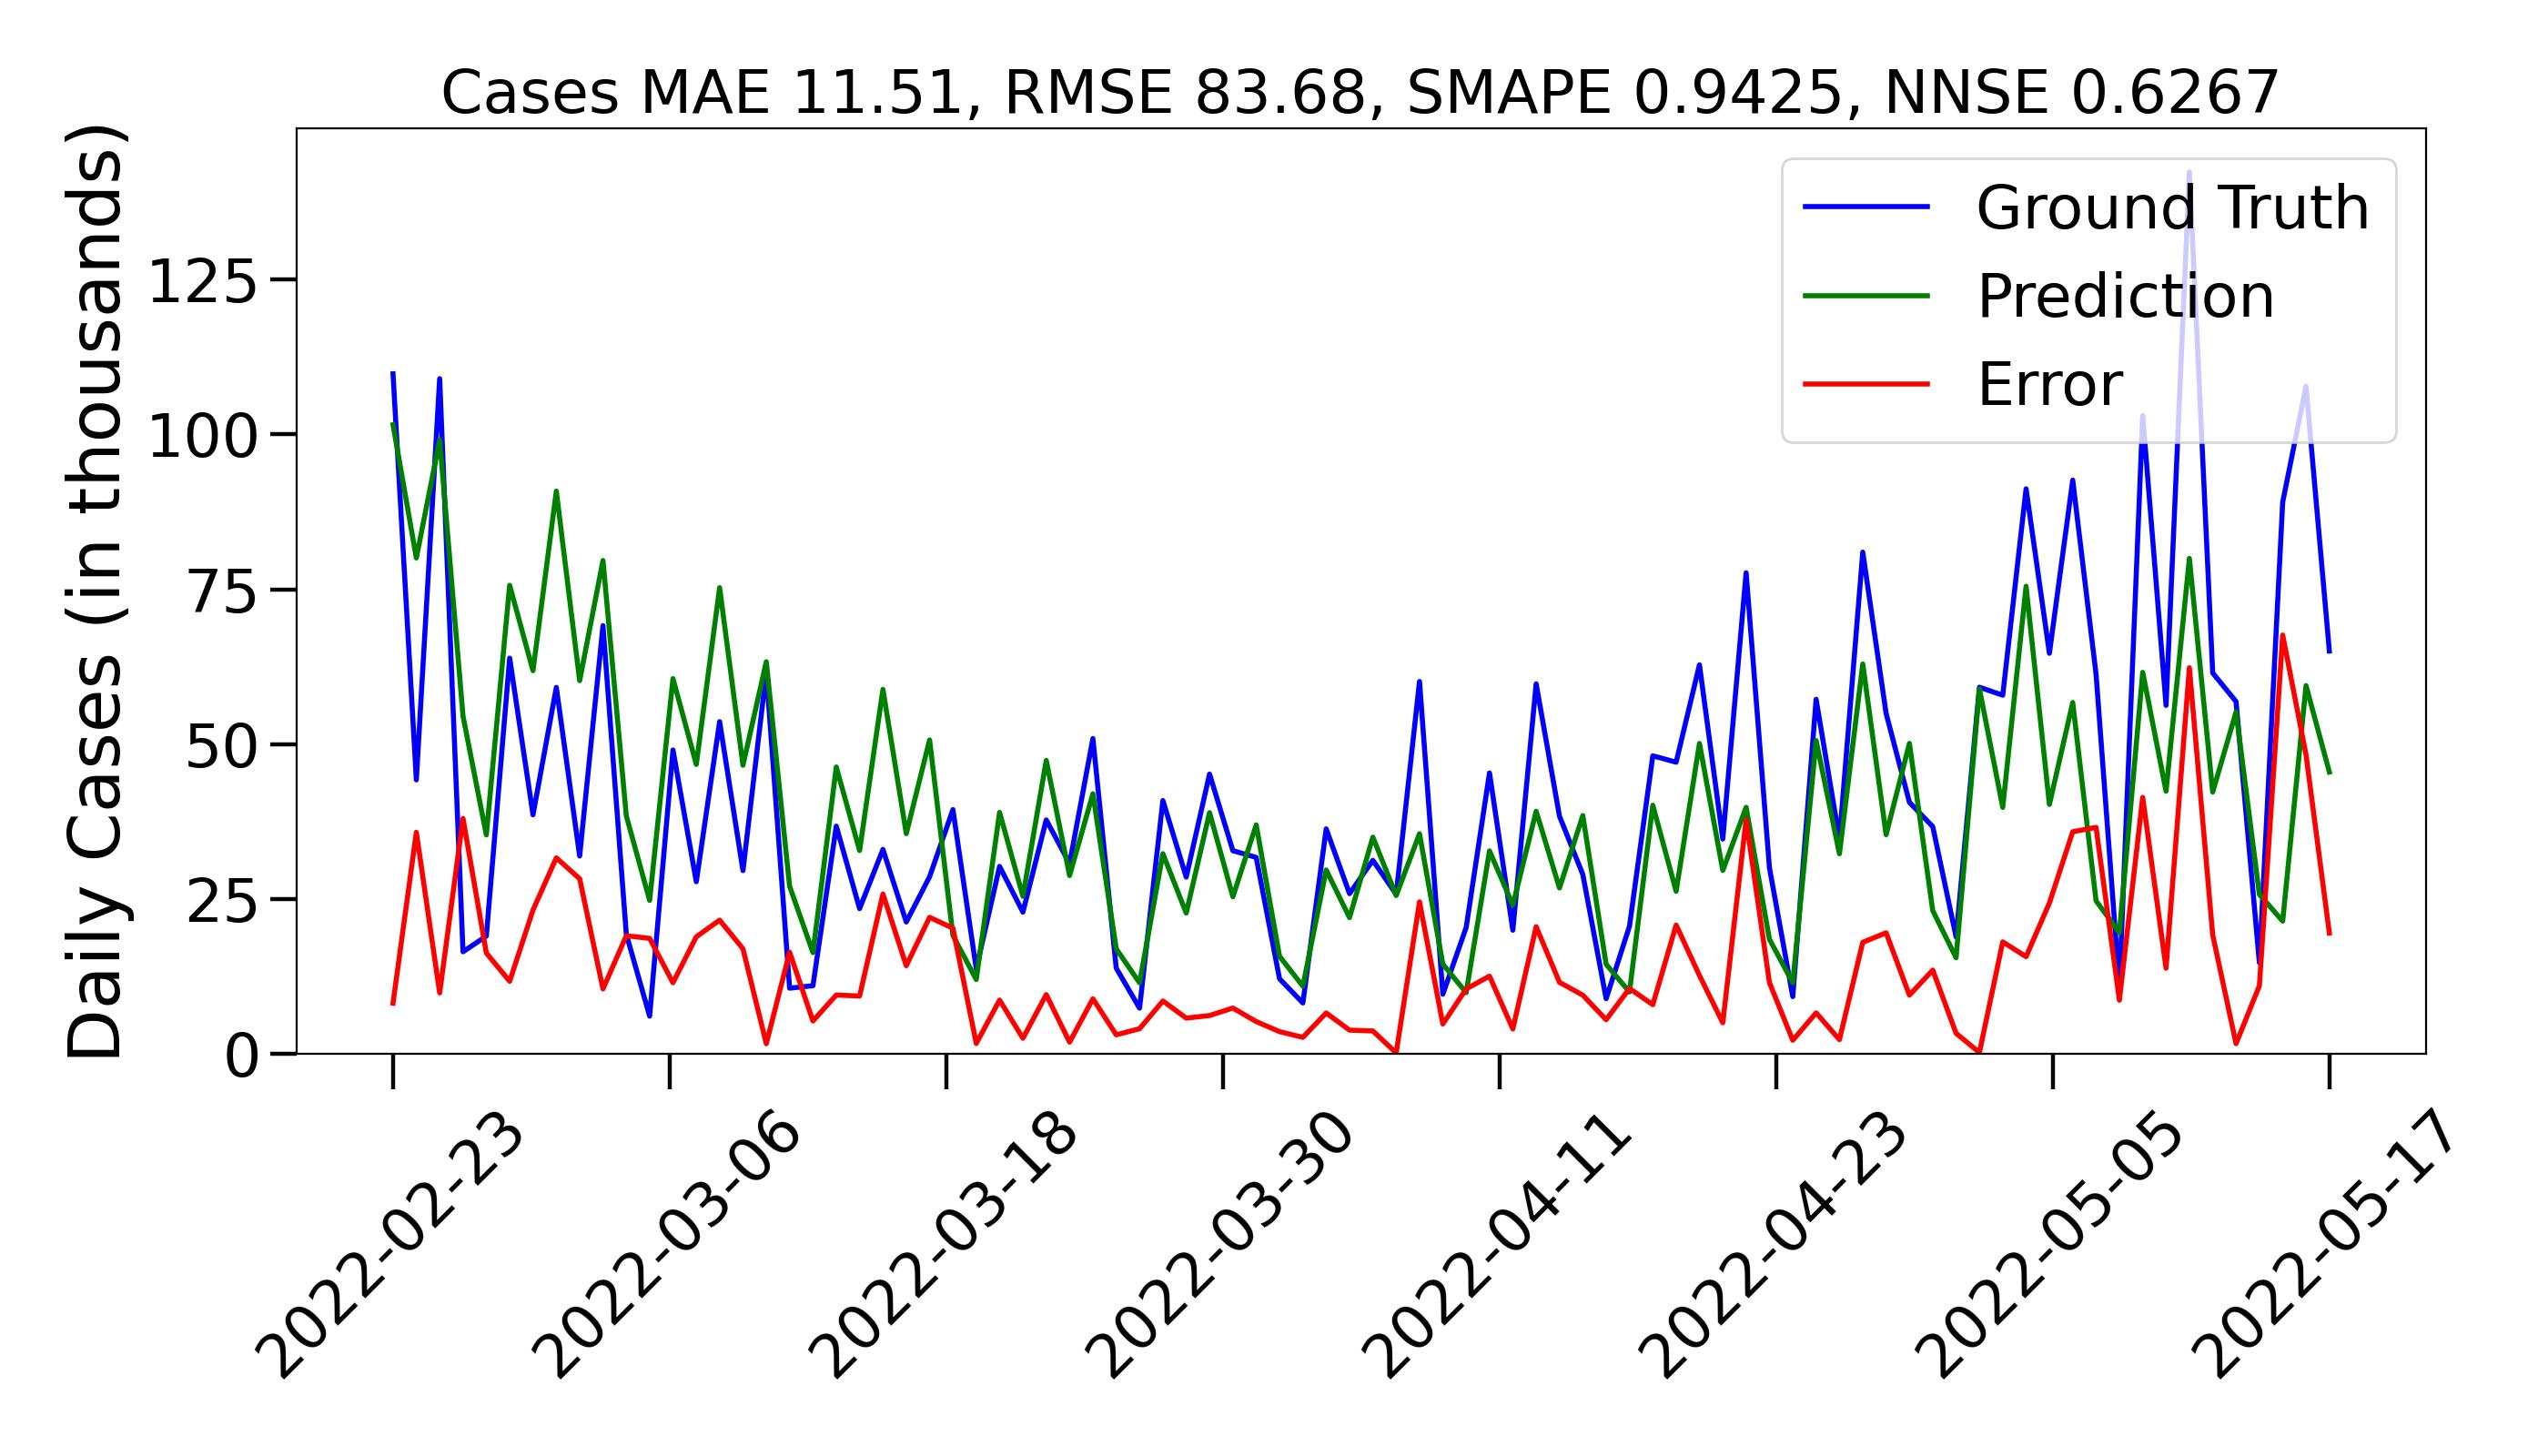 Cases MAE 11.51, RMSE 83.68, SMAPE 0.9425, NNSE 0.6267
Daily Cases (in thousands)
125
100
75
50
25
0
Ground Truth
Prediction
Error
2022-02-23
2022-03-06
2022-03-18
2022-03-30
2022-04-11
2022-04-23
2022-05-05
2022-05-17